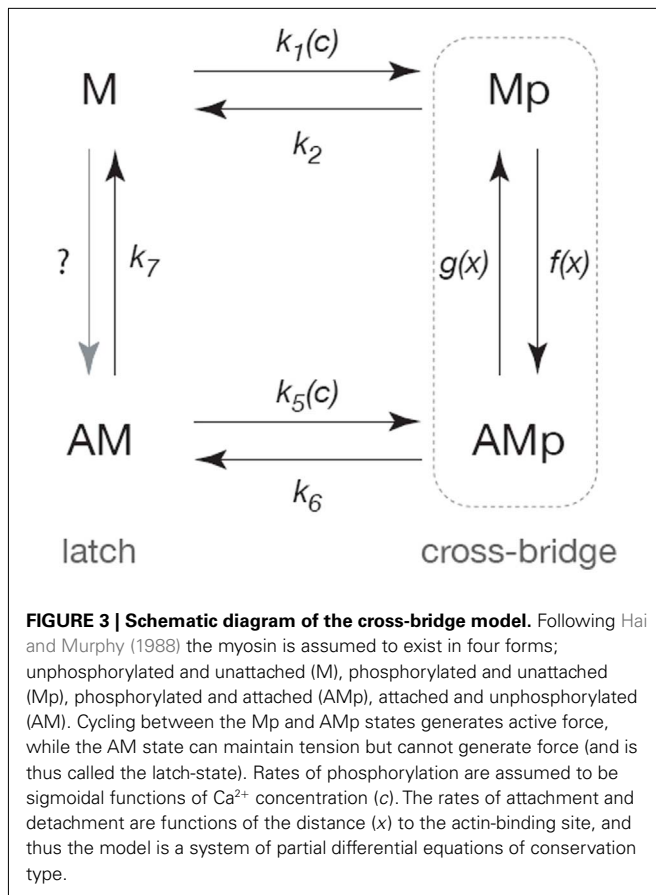 k1(c)
M
Mp
k2
?
k7
g(x)
f(x)
k5(c)
AM
AMp
k6
latch
cross-bridge
FIGURE 3 | Schematic diagram of the cross-bridge model. Following Hai
and Murphy (1988) the myosin is assumed to exist in four forms;
unphosphorylated and unattached (M), phosphorylated and unattached
(Mp), phosphorylated and attached (AMp), attached and unphosphorylated
(AM). Cycling between the Mp and AMp states generates active force,
while the AM state can maintain tension but cannot generate force (and is
thus called the latch-state). Rates of phosphorylation are assumed to be
sigmoidal functions of Ca2+ concentration (c). The rates of attachment and
detachment are functions of the distance (x) to the actin-binding site, and
thus the model is a system of partial differential equations of conservation
type.